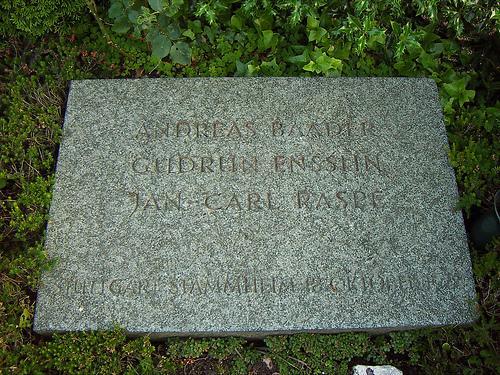 ANDREAS BAADER
GUDRUN ENSSLIN
JAN-CARL RASPE
STUTTGART STAMMHEIM 18. OKTOBER 1977